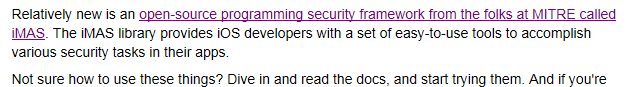 Relatively new is an open-source programming security framework from the folks at MITRE called
iMAS. The iMAS library provides iOS developers with a set of easy-to-use tools to accomplish
various security tasks in their apps.
Not sure how to use these things? Dive in and read the docs, and start trying them. And if you're